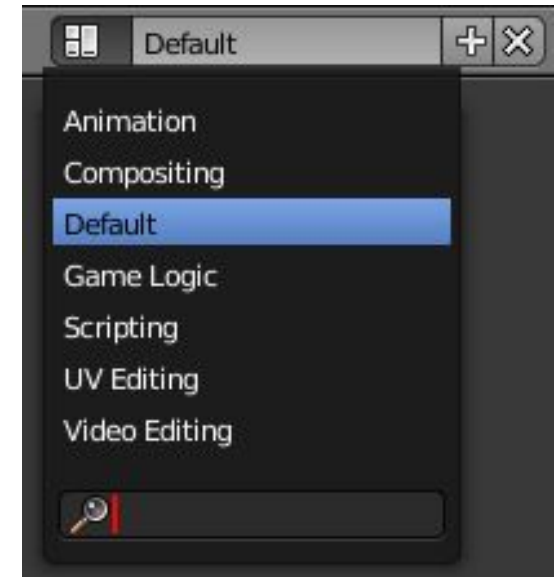 Default
Animation
Compositing
Default
Game Logic
Scripting
UV Editing
Video Editing